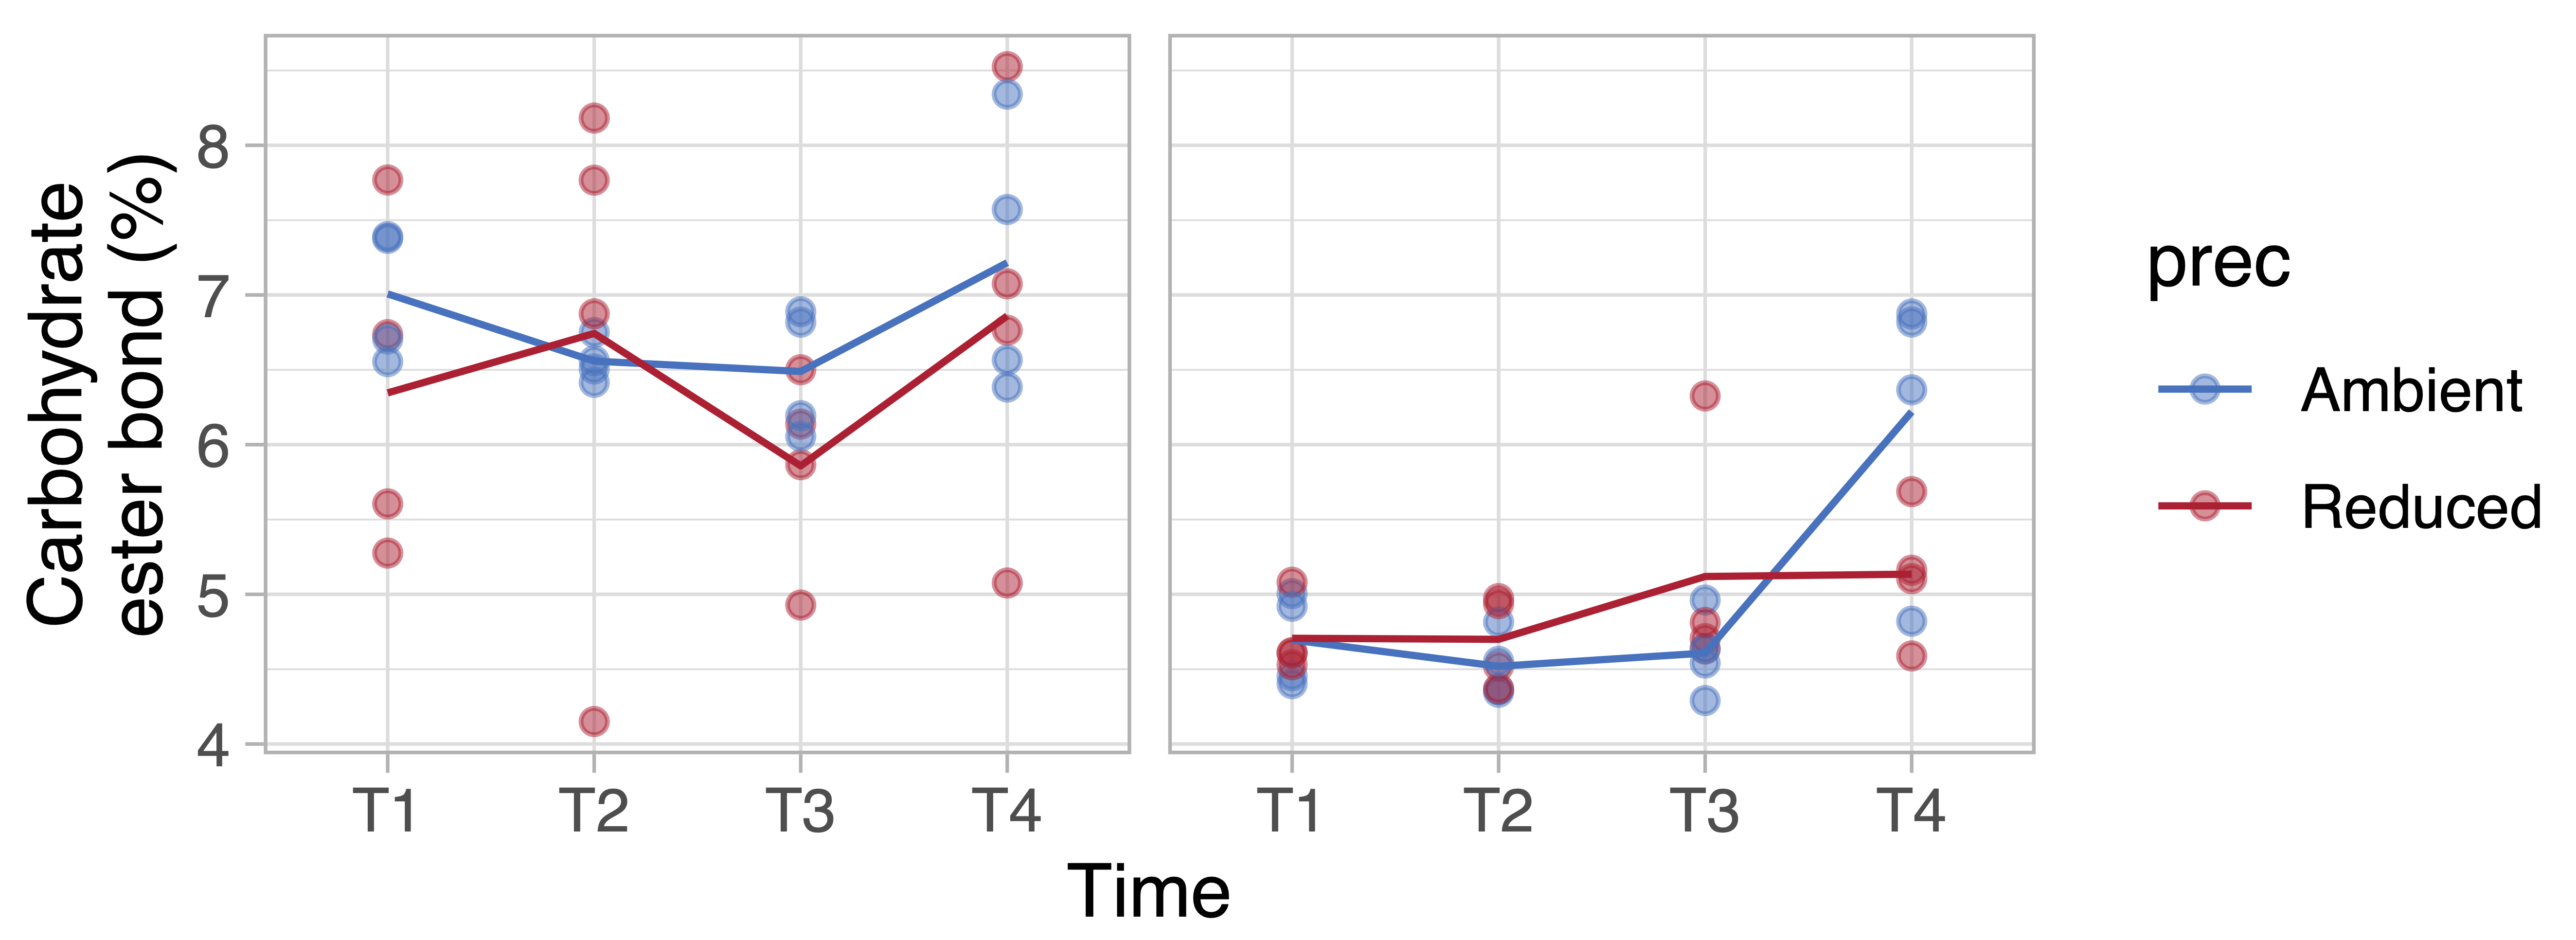 Carbohydrate
ester bond (%)
8
7
6
5
4
T1 T2 T3 T4
T1 T2 T3 T4
Time
prec
Ambient
Reduced